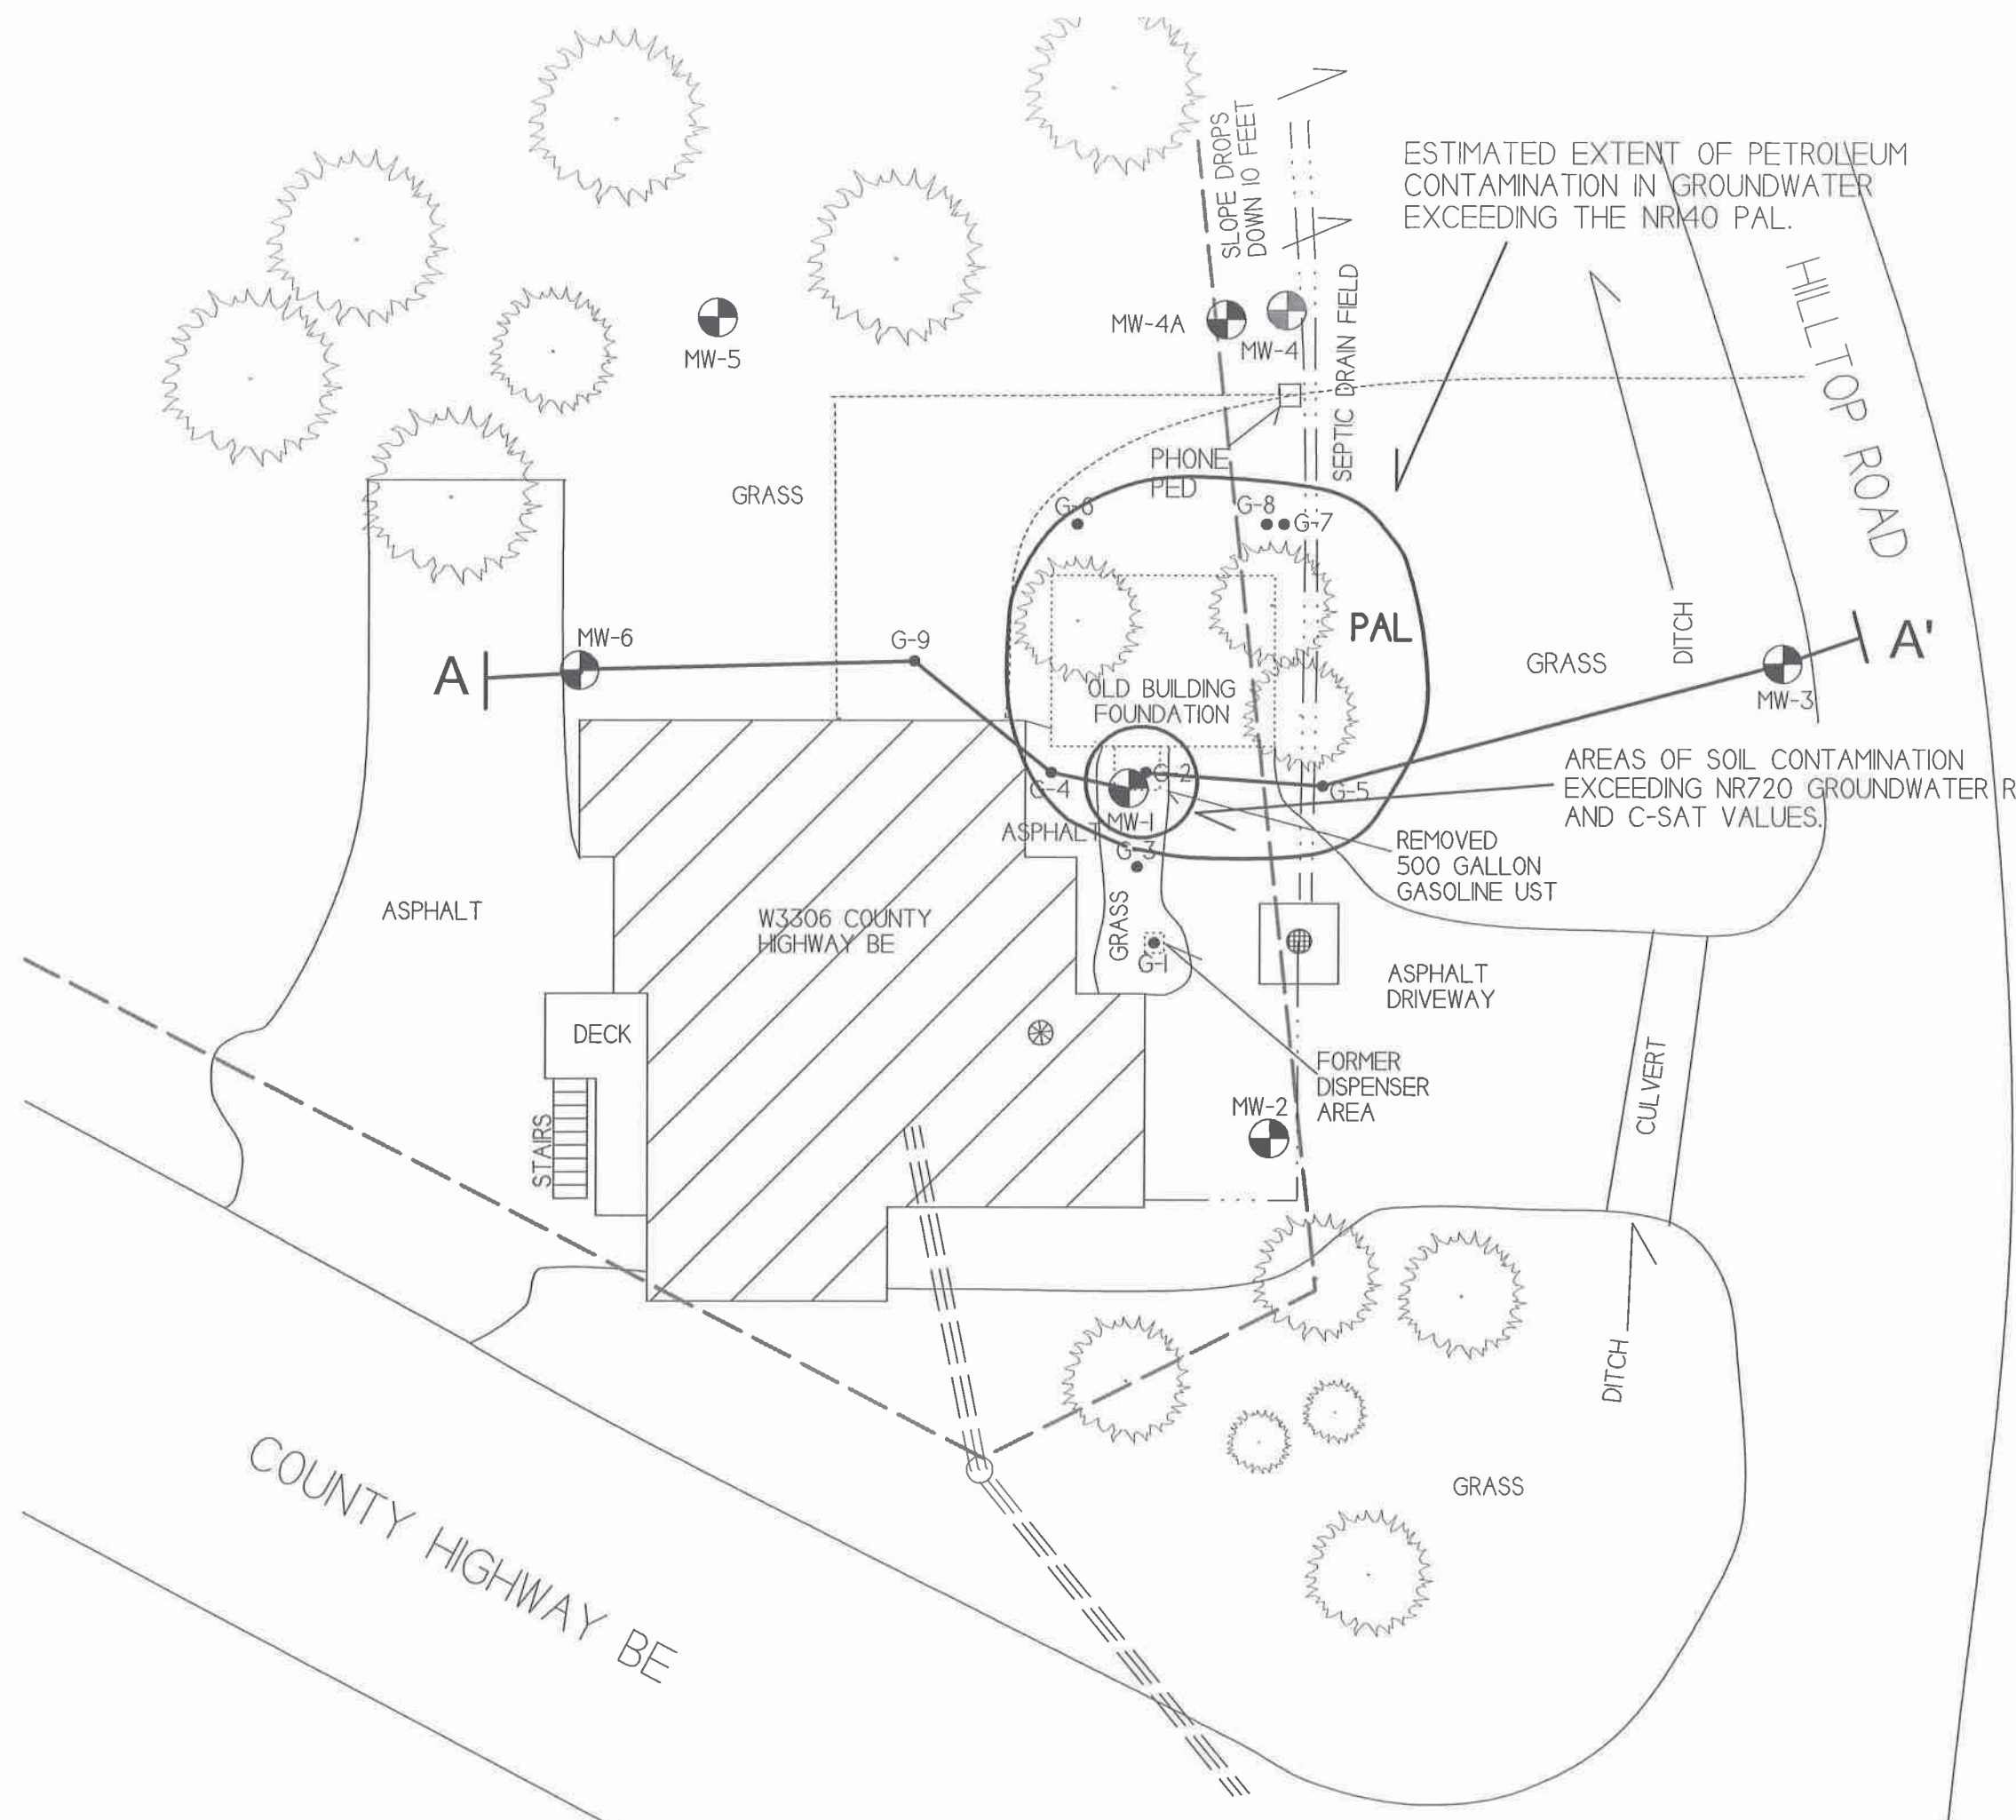 SLOPE DROPS
DOWN 10 FEET
ESTIMATED EXTENT OF PETROLEUM
CONTAMINATION IN GROUNDWATER
EXCEEDING THE NR140 PAL.
HILLTOP ROAD
MW-5
MW-4A
MW-4
SEPTIC DRAIN FIELD
PHONE
PED
GRASS
G-6
G-8
G-7
PAL
DITCH
GRASS
A
MW-6
G-9
A'
MW-3
OLD BUILDING
FOUNDATION
G-2
G-4
G-5
MW-1
ASPHALT
G-3
AREAS OF SOIL CONTAMINATION
EXCEEDING NR720 GROUNDWATER R
AND C-SAT VALUES.
REMOVED
500 GALLON
GASOLINE UST
ASPHALT
W3306 COUNTY
HIGHWAY BE
GRASS
G-1
ASPHALT
DRIVEWAY
DECK
STAIRS
FORMER
DISPENSER
AREA
MW-2
CULVERT
DITCH
GRASS
COUNTY HIGHWAY BE